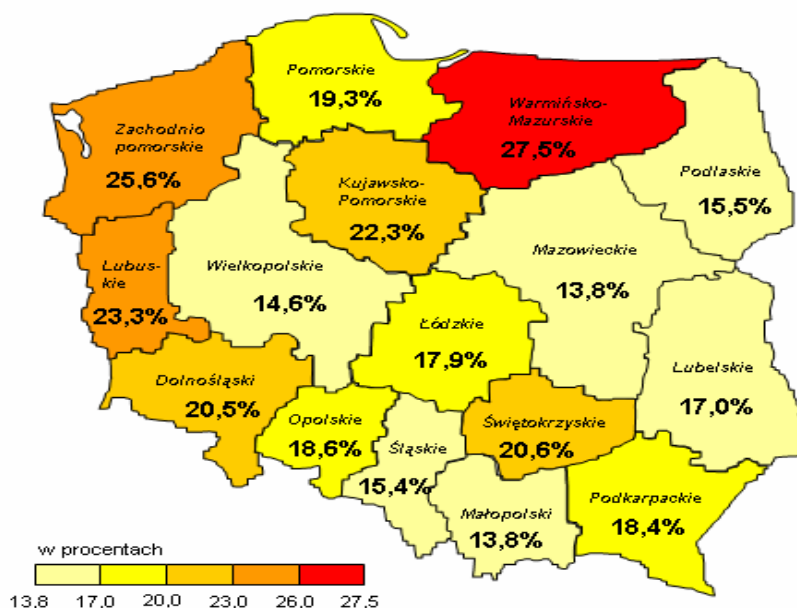 Pomorskie
19,3%
Warmińsko-
Mazurskie
27,5%
Zachodnio
pomorskie
25,6%
Podlaskie
15,5%
Kujawsko-
Pomorskie
22,3%
Mazowieckie
13,8%
Lubus-
kie
23,3%
Wielkopolskie
14,6%
Łódzkie
17,9%
Lubelskie
17,0%
Dolnośląski
20,5%
Opolskie
18,6%
Śląskie
15,4%
Świętokrzyskie
20,6%
Małopolski
13,8%
Podkarpackie
18,4%
w procentach
13,8 17,0 20,0 23,0 26,0 27,5